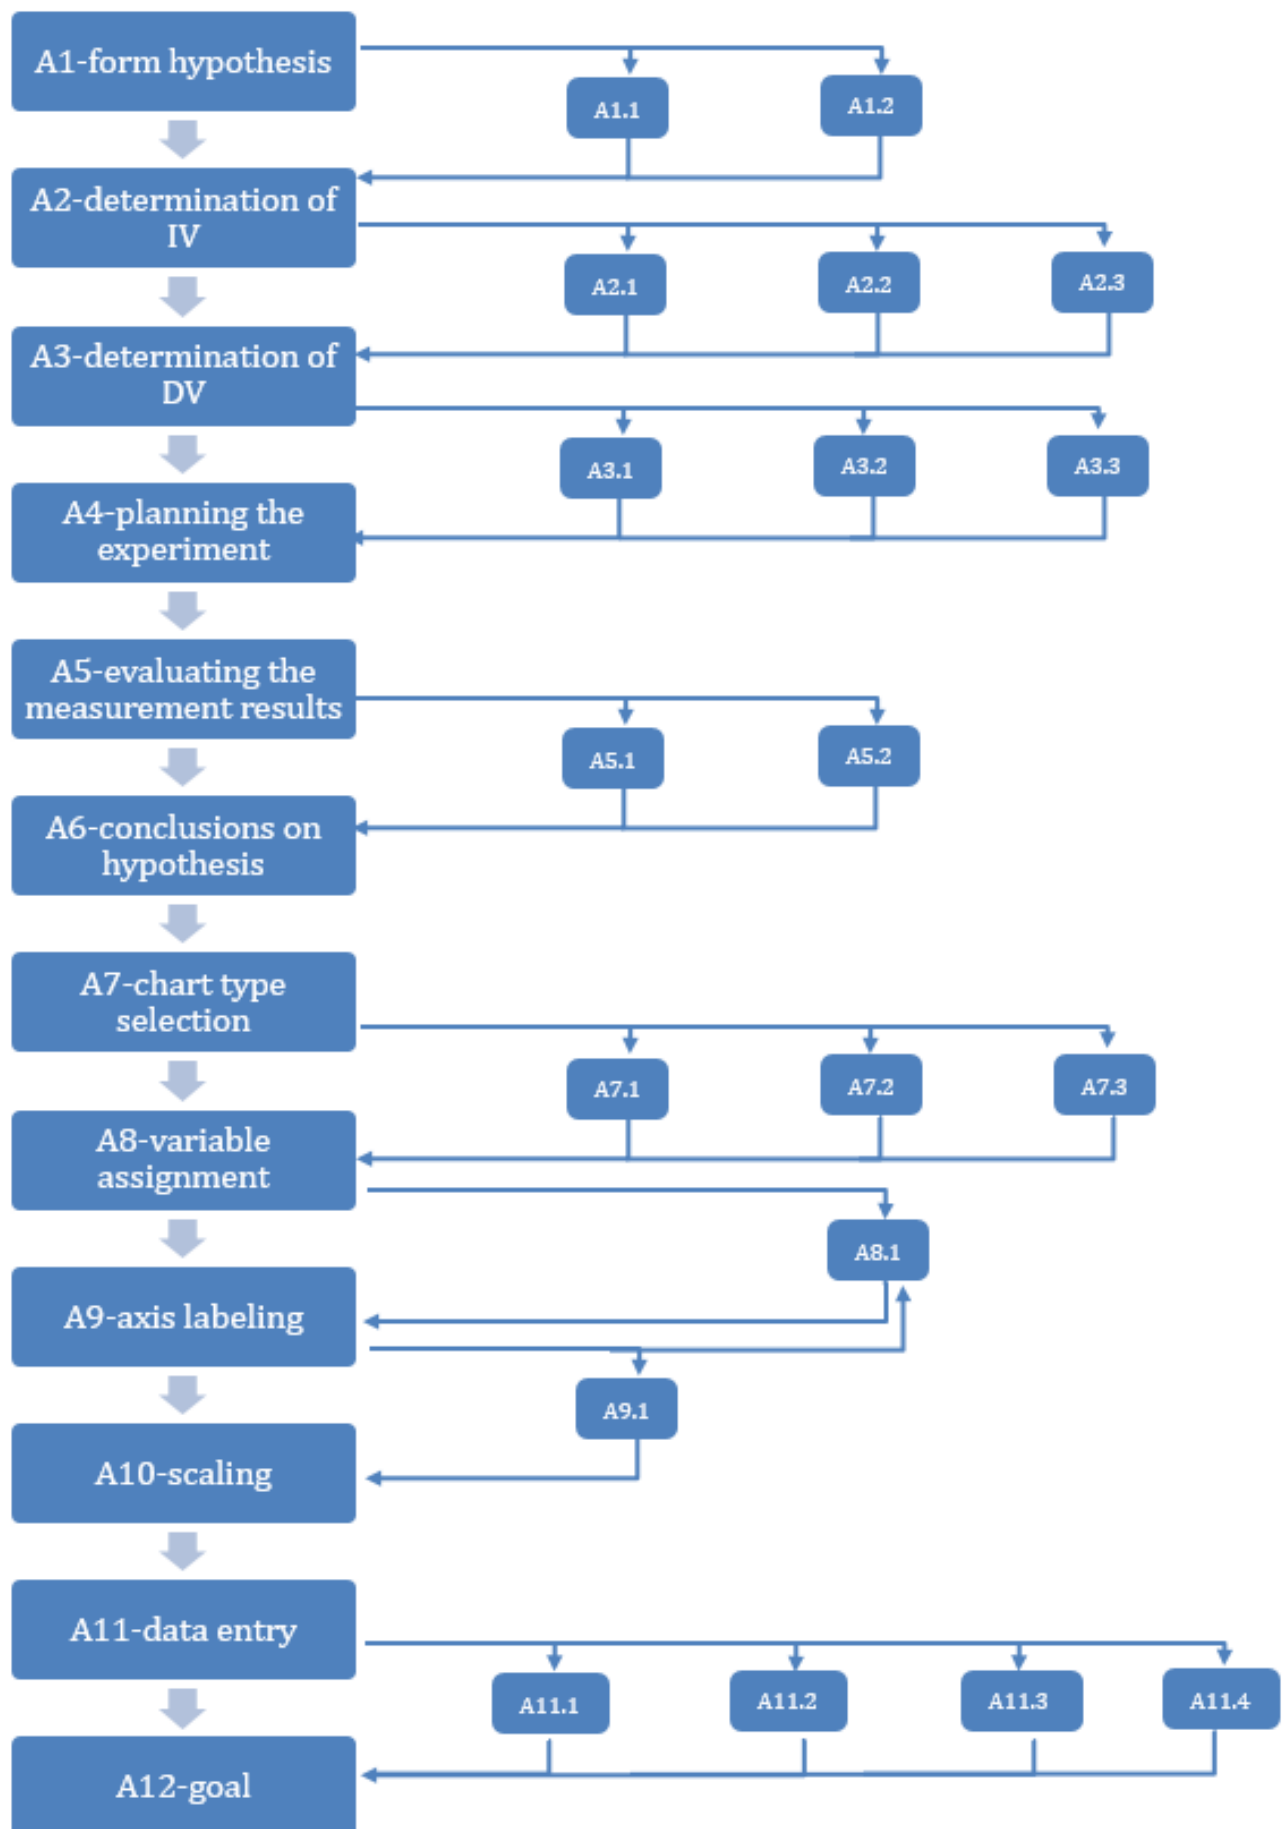 A1-form hypothesis
A1.1
A1.2
A2-determination of
IV
A2.1
A2.2
A2.3
A3-determination of
DV
A3.1
A3.2
A3.3
A4-planning the
experiment
A5-evaluating the
measurement results
A5.1
A5.2
A6-conclusions on
hypothesis
A7-chart type
selection
A7.1
A7.2
A7.3
A8-variable
assignment
A8.1
A9-axis labeling
A9.1
A10-scaling
A11-data entry
A11.1
A11.2
A11.3
A11.4
A12-goal